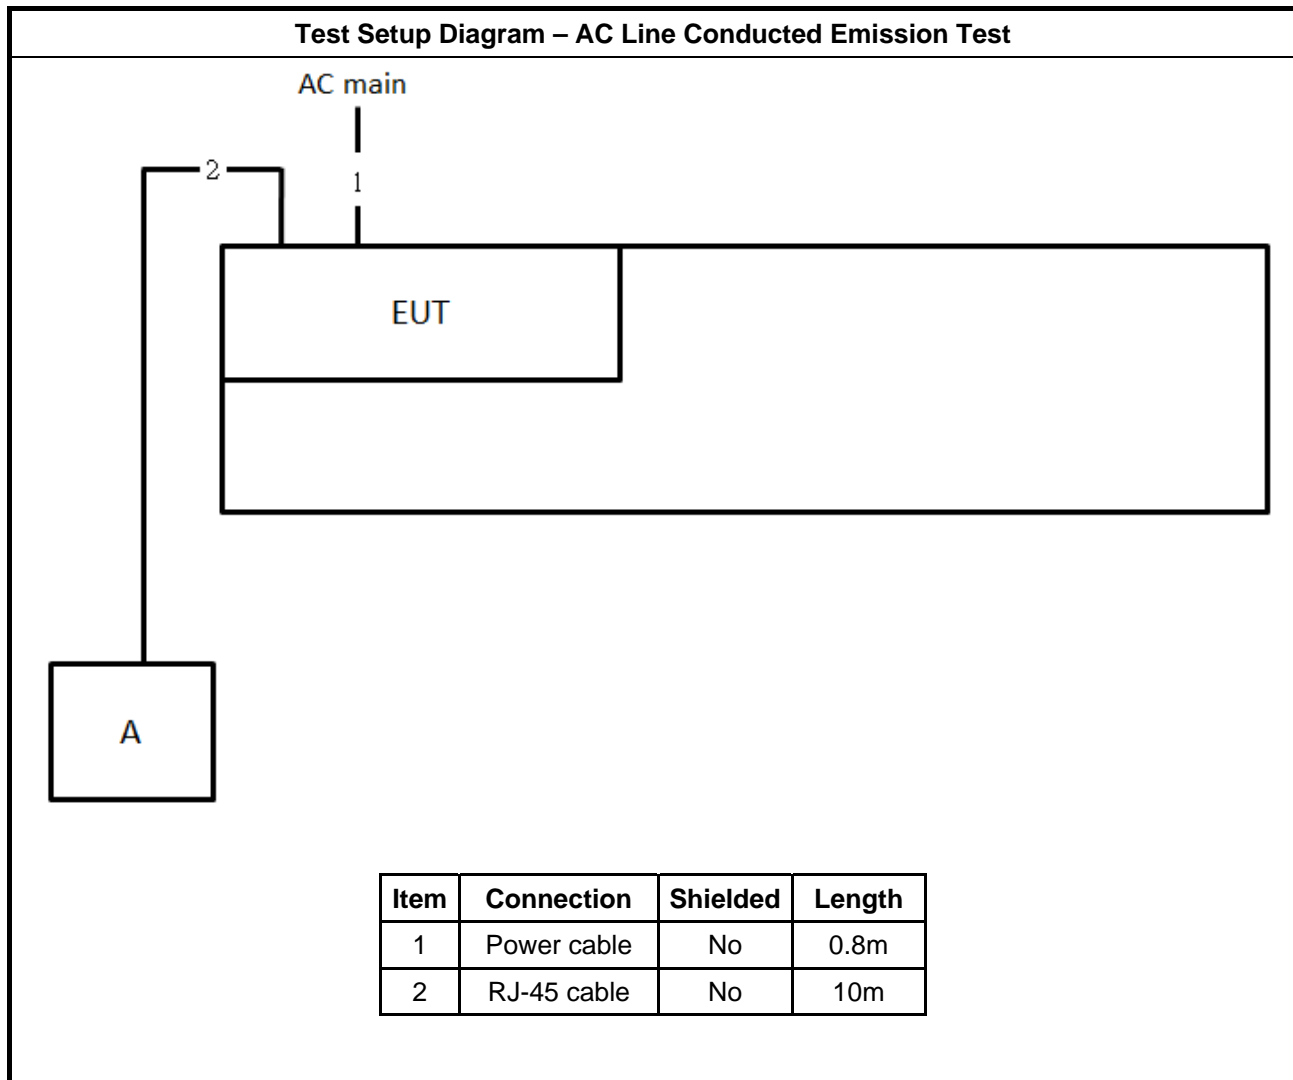 Test Setup Diagram – AC Line Conducted Emission Test
AC main
2
1
EUT
A
Item Connection Shielded Length
1 Power cable No 0.8m
2 RJ-45 cable No 10m